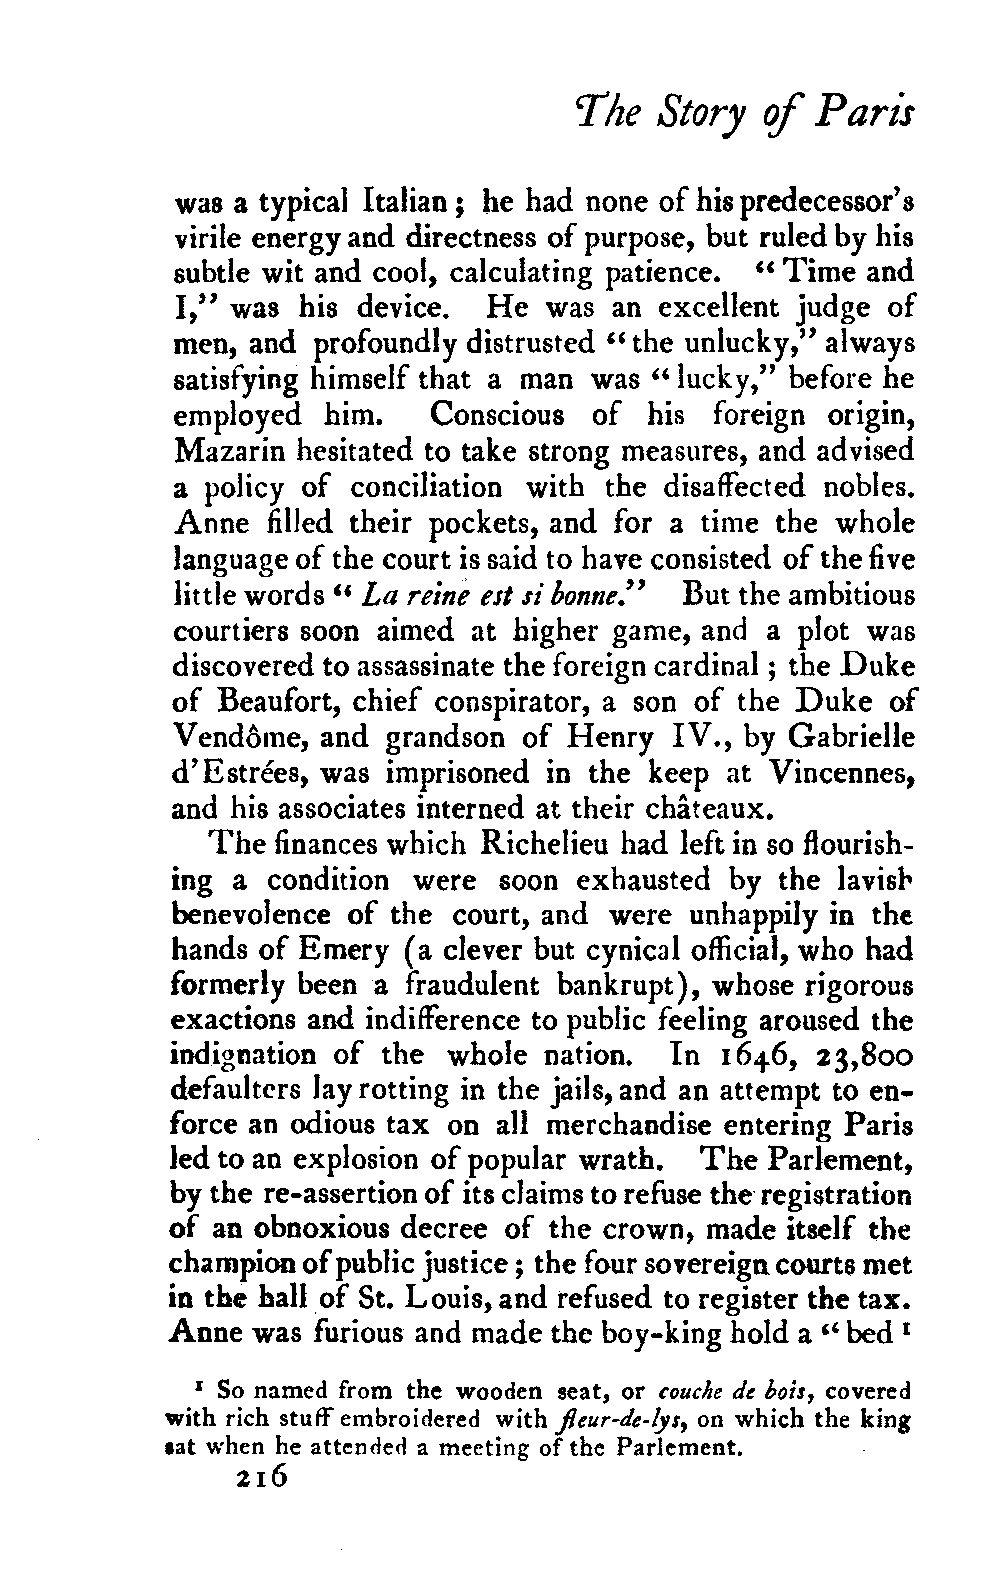 The Story of Paris
was a typical Italian ; he had none of his predecessor's
virile energy and directness of purpose, but ruled by his
subtle wit and cool, calculating patience. “ Time and
I,” was his device. He was an excellent judge of
men, and profoundly distrusted “ the unlucky,” always
satisfying himself that a man was “ lucky,” before he
employed him. Conscious of his foreign origin,
Mazarin hesitated to take strong measures, and advised
a policy of conciliation with the disaffected nobles.
Anne filled their pockets, and for a time the whole
language of the court is said to have consisted of the five
little words “ La reine est si bonne.” But the ambitious
courtiers soon aimed at higher game, and a plot was
discovered to assassinate the foreign cardinal ; the Duke
of Beaufort, chief conspirator, a son of the Duke of
Vendôme, and grandson of Henry IV., by Gabrielle
d'Estrées, was imprisoned in the keep at Vincennes,
and his associates interned at their châteaux.
The finances which Richelieu had left in so flourish-
ing a condition were soon exhausted by the lavish
benevolence of the court, and were unhappily in the
hands of Emery (a clever but cynical official, who had
formerly been a fraudulent bankrupt), whose rigorous
exactions and indifference to public feeling aroused the
indignation of the whole nation. In 1646, 23,800
defaulters lay rotting in the jails, and an attempt to en-
force an odious tax on all merchandise entering Paris
led to an explosion of popular wrath. The Parlement,
by the re-assertion of its claims to refuse the registration
of an obnoxious decree of the crown, made itself the
champion of public justice ; the four sovereign courts met
in the hall of St. Louis, and refused to register the tax.
Anne was furious and made the boy-king hold a “ bed ¹
¹ So named from the wooden seat, or couche de bois, covered
with rich stuff embroidered with fleur-de-lys, on which the king
sat when he attended a meeting of the Parlement.
216